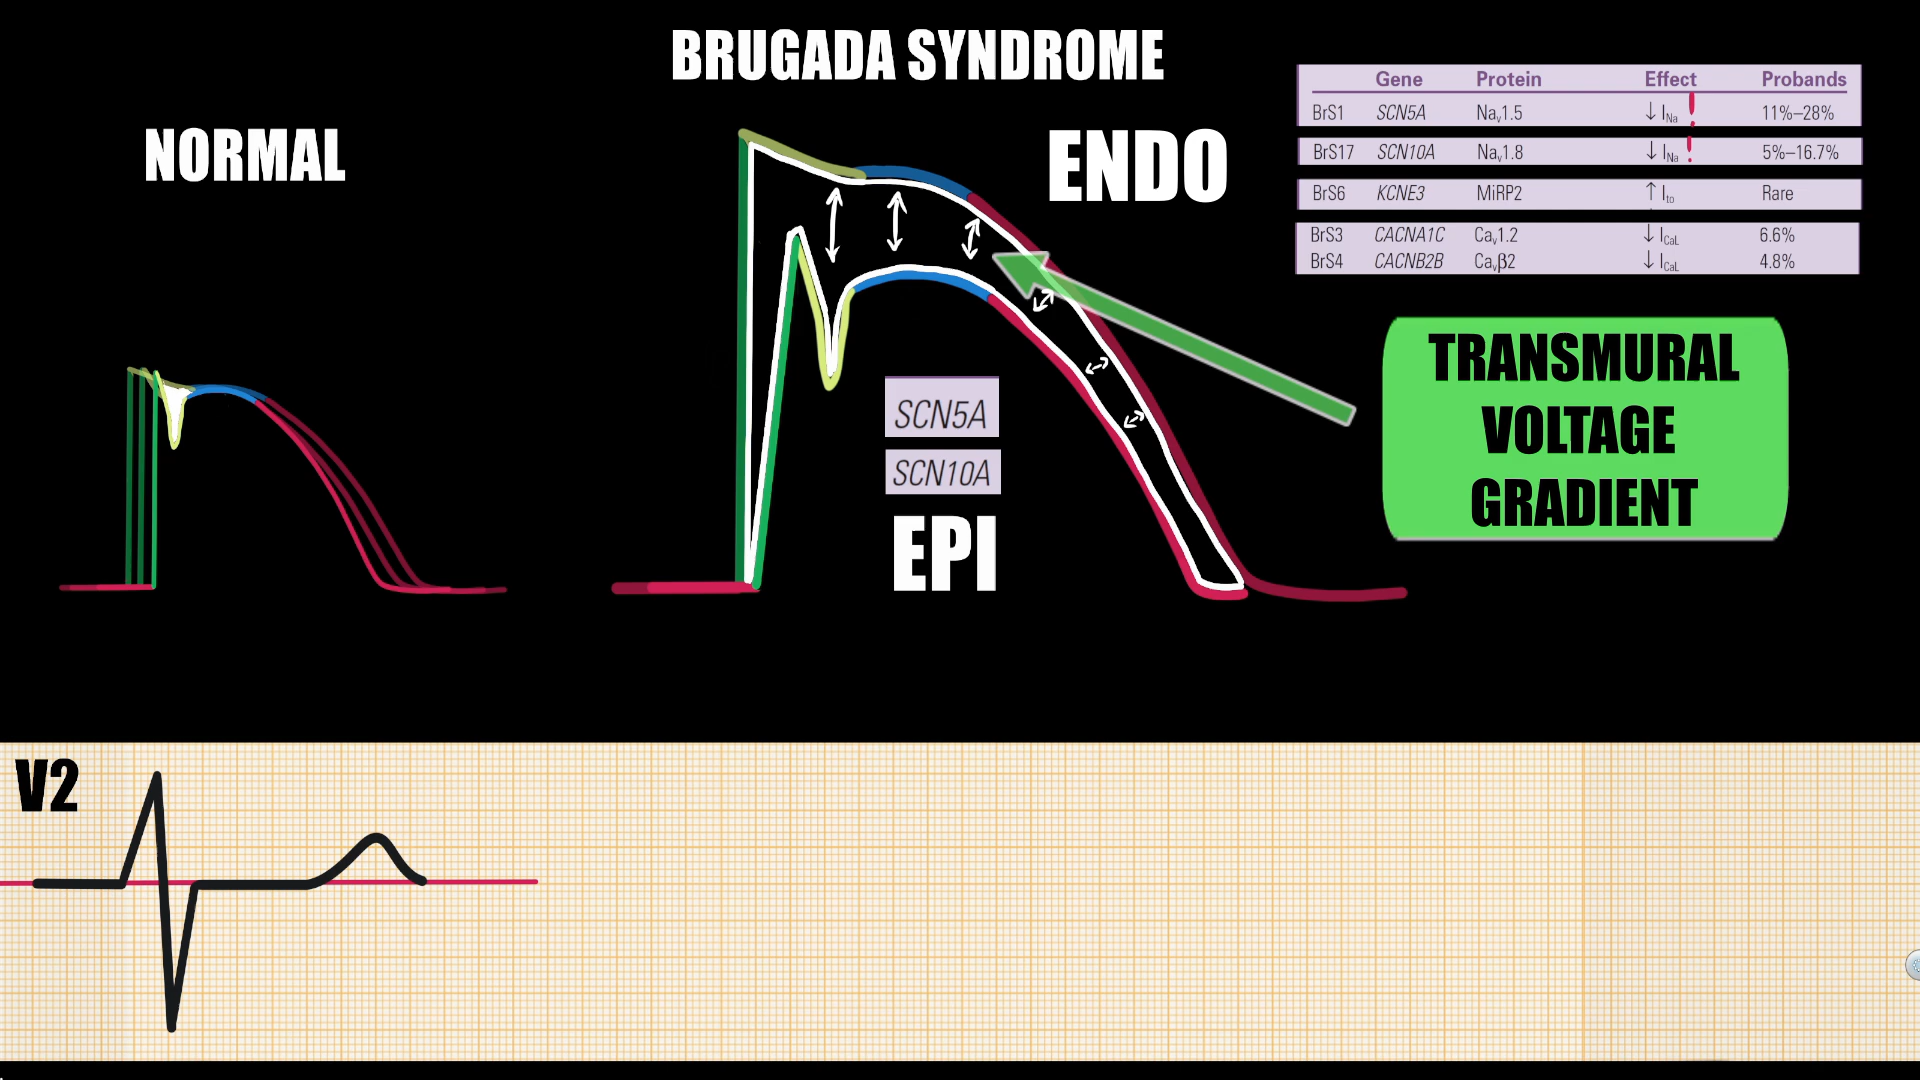 BRUGADA SYNDROME
NORMAL
ENDO
Gene Protein Effect Probands
BrS1 SCN5A Nav1.5 ↓ INa ! 11%–28%
BrS17 SCN10A Nav1.8 ↓ INa ! 5%–16.7%
BrS6 KCNE3 MiRP2 ↑ Ito Rare
BrS3 CACNA1C Cav1.2 ↓ ICaL 6.6%
BrS4 CACNB2B Cavβ2 ↓ ICaL 4.8%
TRANSMURAL
VOLTAGE
GRADIENT
SCN5A
SCN10A
EPI
V2